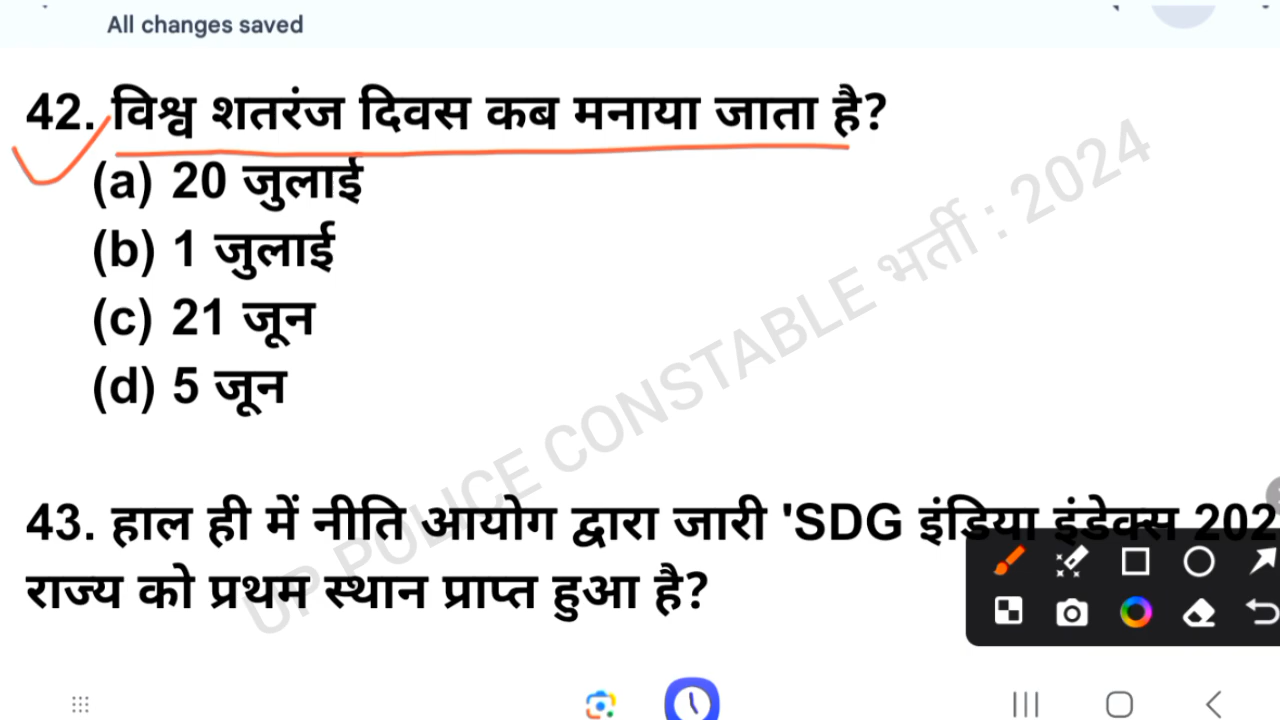 All changes saved
42. विश्व शतरंज दिवस कब मनाया जाता है?
(a) 20 जुलाई
(b) 1 जुलाई
(c) 21 जून
(d) 5 जून
UP POLICE CONSTABLE भर्ती : 2024
43. हाल ही में नीति आयोग द्वारा जारी 'SDG इंडिया इंडेक्स 202
राज्य को प्रथम स्थान प्राप्त हुआ है?